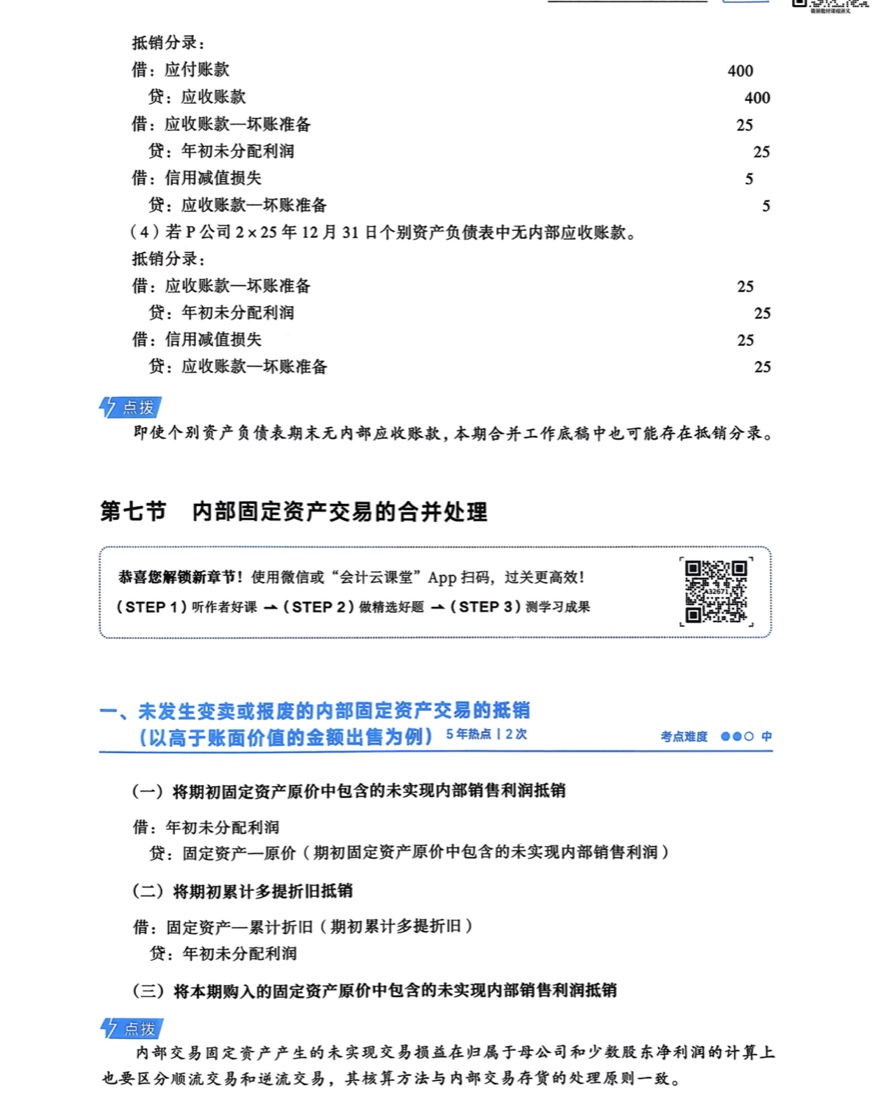 抵销分录：
借：应付账款 400
贷：应收账款 400
借：应收账款—坏账准备 25
贷：年初未分配利润 25
借：信用减值损失 5
贷：应收账款—坏账准备 5
（4）若 P 公司 2×25 年 12 月 31 日个别资产负债表中无内部应收账款。
抵销分录：
借：应收账款—坏账准备 25
贷：年初未分配利润 25
借：信用减值损失 25
贷：应收账款—坏账准备 25
点拨
即使个别资产负债表期末无内部应收账款，本期合并工作底稿中也可能存在抵销分录。
第七节 内部固定资产交易的合并处理
恭喜您解锁新章节！使用微信或“会计云课堂”App 扫码，过关更高效！
（STEP 1）听作者好课 ⇀（STEP 2）做精选好题 ⇀（STEP 3）测学习成果
A32671
一、未发生变卖或报废的内部固定资产交易的抵销
（以高于账面价值的金额出售为例） 5 年热点 | 2 次 考点难度 ●●○ 中
（一）将期初固定资产原价中包含的未实现内部销售利润抵销
借：年初未分配利润
贷：固定资产—原价（期初固定资产原价中包含的未实现内部销售利润）
（二）将期初累计多提折旧抵销
借：固定资产—累计折旧（期初累计多提折旧）
贷：年初未分配利润
（三）将本期购入的固定资产原价中包含的未实现内部销售利润抵销
点拨
内部交易固定资产产生的未实现交易损益在归属于母公司和少数股东净利润的计算上
也要区分顺流交易和逆流交易，其核算方法与内部交易存货的处理原则一致。